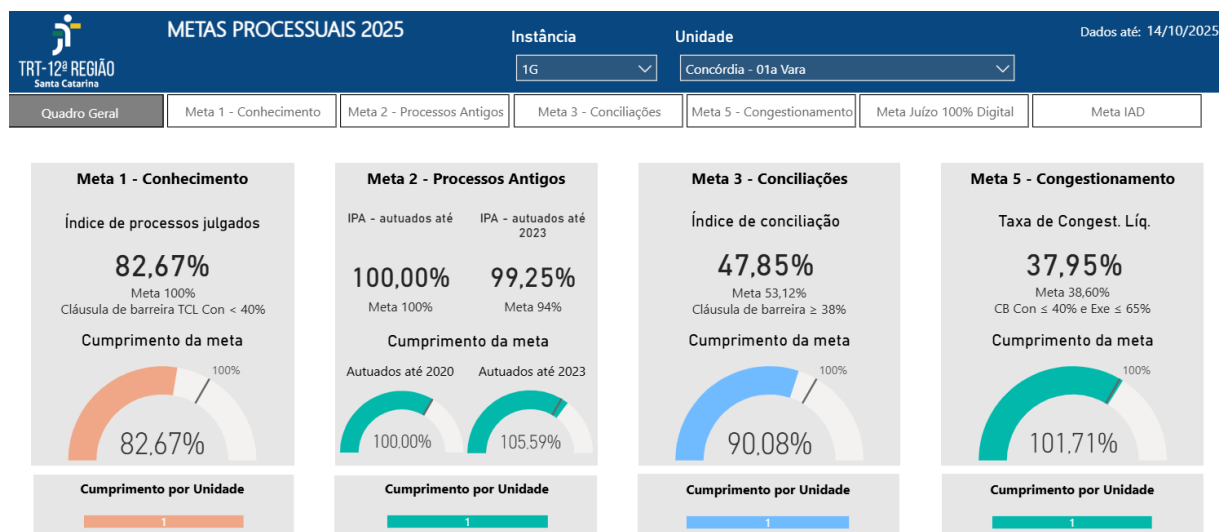 METAS PROCESSUAIS 2025
Instância
Unidade
Dados até: 14/10/2025
TRT-12ª REGIÃO
Santa Catarina
1G
Concórdia - 01a Vara
Quadro Geral
Meta 1 - Conhecimento
Meta 2 - Processos Antigos
Meta 3 - Conciliações
Meta 5 - Congestionamento
Meta Juízo 100% Digital
Meta IAD
Meta 1 - Conhecimento
Índice de processos julgados
82,67%
Meta 100%
Cláusula de barreira TCL Con < 40%
Cumprimento da meta
100%
82,67%
Cumprimento por Unidade
1
Meta 2 - Processos Antigos
IPA - autuados até
100,00%
Meta 100%
IPA - autuados até
2023
99,25%
Meta 94%
Cumprimento da meta
Autuados até 2020
100,00%
Autuados até 2023
105,59%
Cumprimento por Unidade
1
Meta 3 - Conciliações
Índice de conciliação
47,85%
Meta 53,12%
Cláusula de barreira ≥ 38%
Cumprimento da meta
100%
90,08%
Cumprimento por Unidade
1
Meta 5 - Congestionamento
Taxa de Congest. Líq.
37,95%
Meta 38,60%
CB Con ≤ 40% e Exe ≤ 65%
Cumprimento da meta
100%
101,71%
Cumprimento por Unidade
1